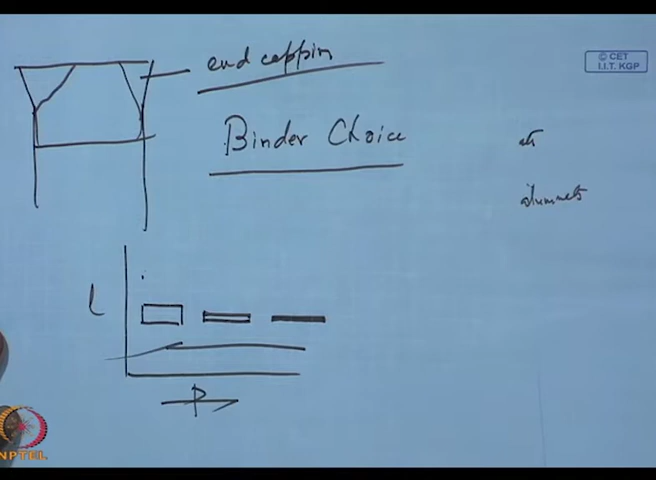 © CET
I.I.T. KGP
end cappin
Binder Choice
L
P
NPTEL